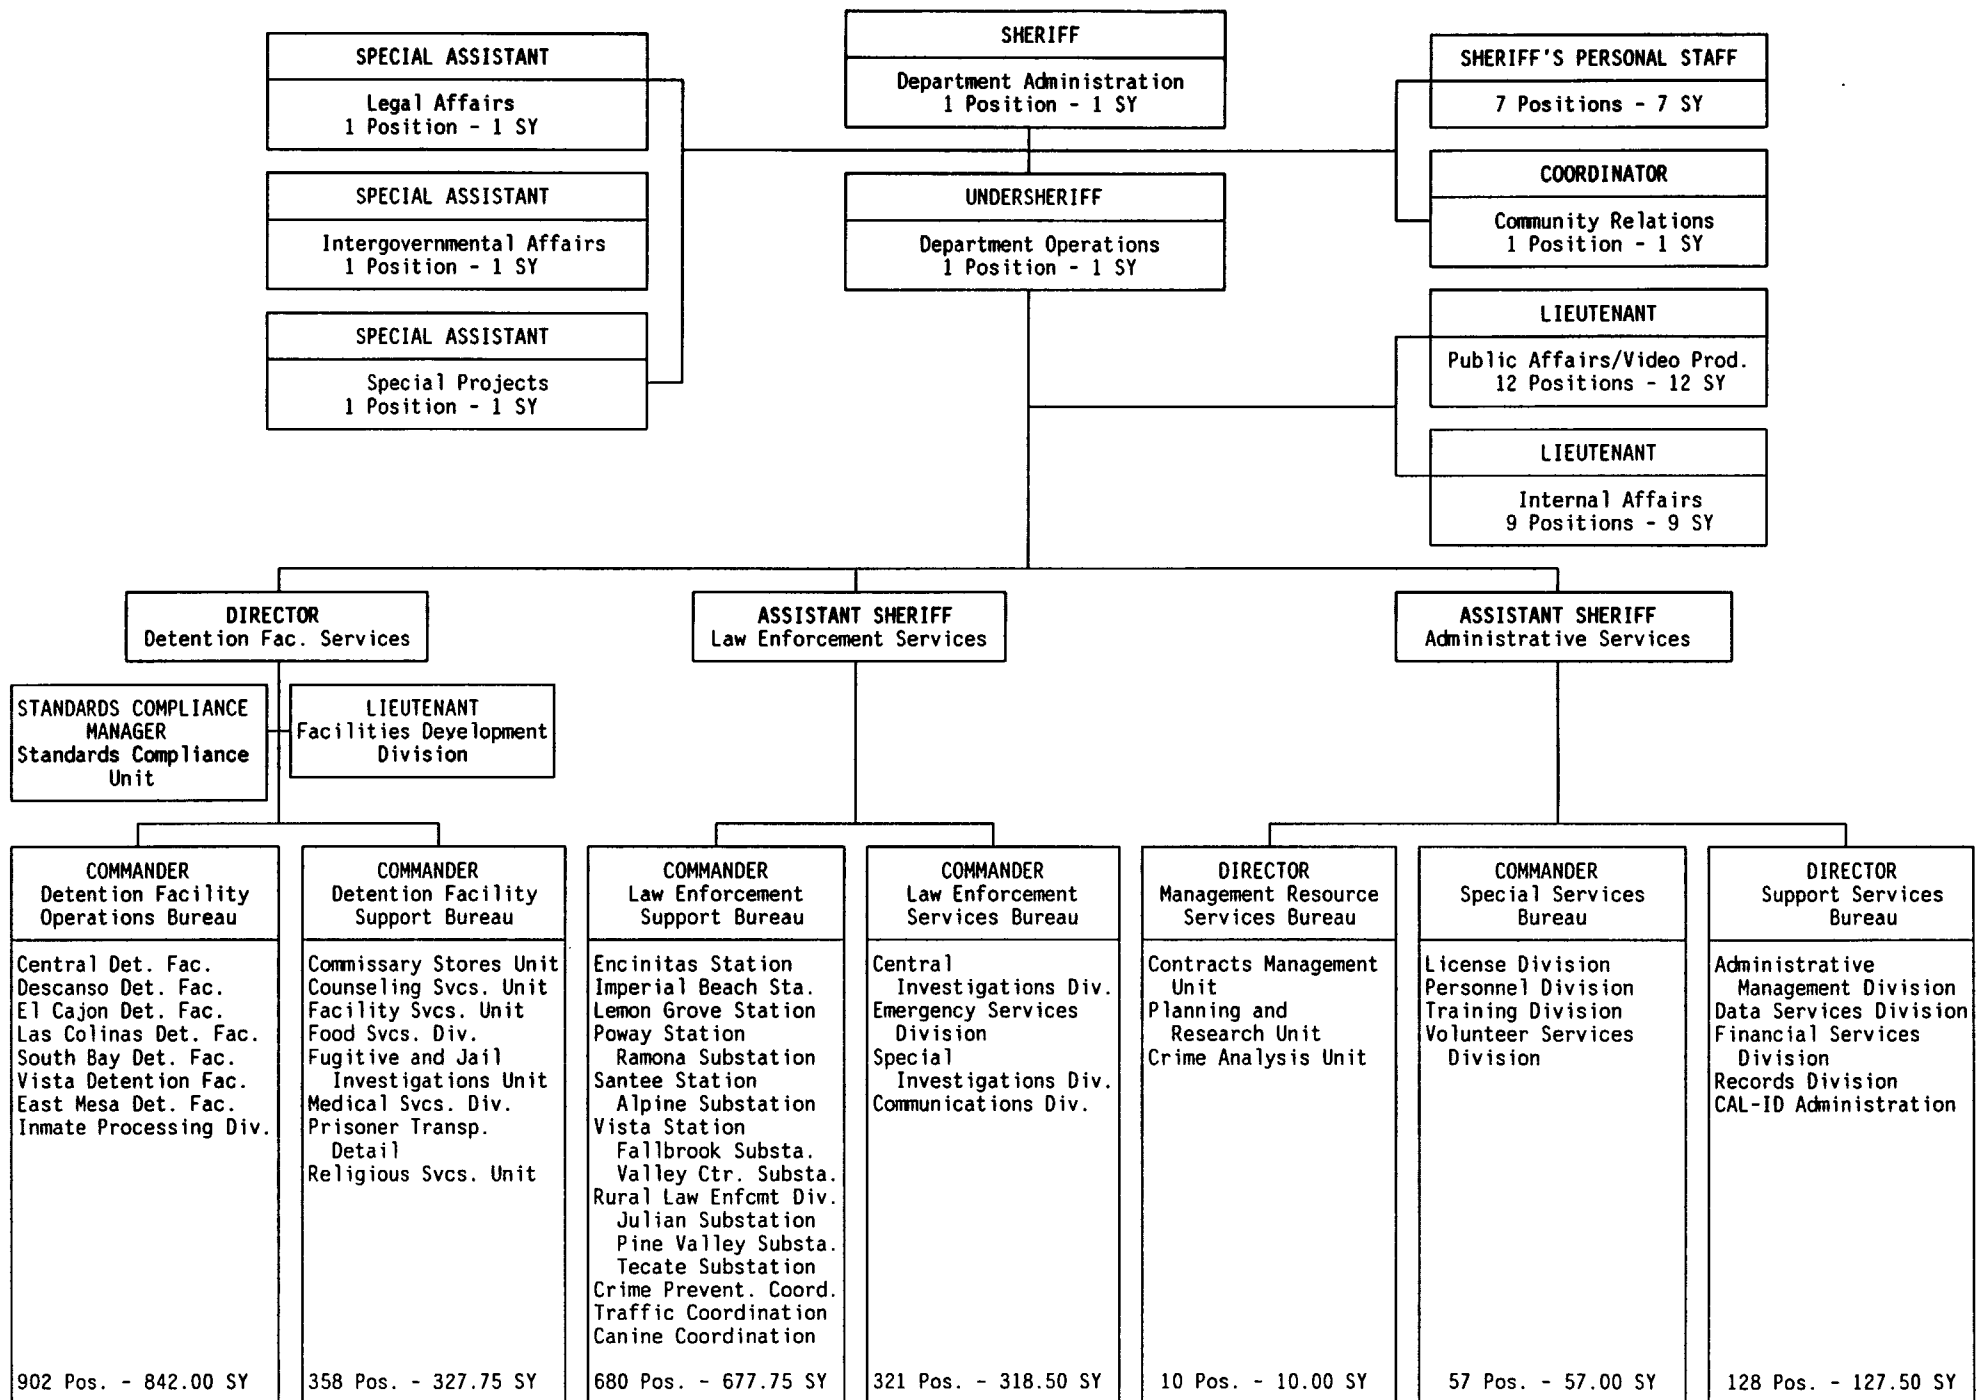 SHERIFF
Department Administration
1 Position - 1 SY
SPECIAL ASSISTANT
Legal Affairs
1 Position - 1 SY
SPECIAL ASSISTANT
Intergovernmental Affairs
1 Position - 1 SY
SPECIAL ASSISTANT
Special Projects
1 Position - 1 SY
SHERIFF'S PERSONAL STAFF
7 Positions - 7 SY
COORDINATOR
Community Relations
1 Position - 1 SY
UNDERSHERIFF
Department Operations
1 Position - 1 SY
LIEUTENANT
Public Affairs/Video Prod.
12 Positions - 12 SY
LIEUTENANT
Internal Affairs
9 Positions - 9 SY
DIRECTOR
Detention Fac. Services
ASSISTANT SHERIFF
Law Enforcement Services
ASSISTANT SHERIFF
Administrative Services
STANDARDS COMPLIANCE
MANAGER
Standards Compliance
Unit
LIEUTENANT
Facilities Development
Division
COMMANDER
Detention Facility
Operations Bureau
Central Det. Fac.
Descanso Det. Fac.
El Cajon Det. Fac.
Las Colinas Det. Fac.
South Bay Det. Fac.
Vista Detention Fac.
East Mesa Det. Fac.
Inmate Processing Div.
902 Pos. - 842.00 SY
COMMANDER
Detention Facility
Support Bureau
Commissary Stores Unit
Counseling Svcs. Unit
Facility Svcs. Unit
Food Svcs. Div.
Fugitive and Jail
Investigations Unit
Medical Svcs. Div.
Prisoner Transp.
Detail
Religious Svcs. Unit
358 Pos. - 327.75 SY
COMMANDER
Law Enforcement
Support Bureau
Encinitas Station
Imperial Beach Sta.
Lemon Grove Station
Poway Station
Ramona Substation
Santee Station
Alpine Substation
Vista Station
Fallbrook Substa.
Valley Ctr. Substa.
Rural Law Enfcmt Div.
Julian Substation
Pine Valley Substa.
Tecate Substation
Crime Prevent. Coord.
Traffic Coordination
Canine Coordination
680 Pos. - 677.75 SY
COMMANDER
Law Enforcement
Services Bureau
Central
Investigations Div.
Emergency Services
Division
Special
Investigations Div.
Communications Div.
321 Pos. - 318.50 SY
DIRECTOR
Management Resource
Services Bureau
Contracts Management
Unit
Planning and
Research Unit
Crime Analysis Unit
10 Pos. - 10.00 SY
COMMANDER
Special Services
Bureau
License Division
Personnel Division
Training Division
Volunteer Services
Division
57 Pos. - 57.00 SY
DIRECTOR
Support Services
Bureau
Administrative
Management Division
Data Services Division
Financial Services
Division
Records Division
CAL-ID Administration
128 Pos. - 127.50 SY